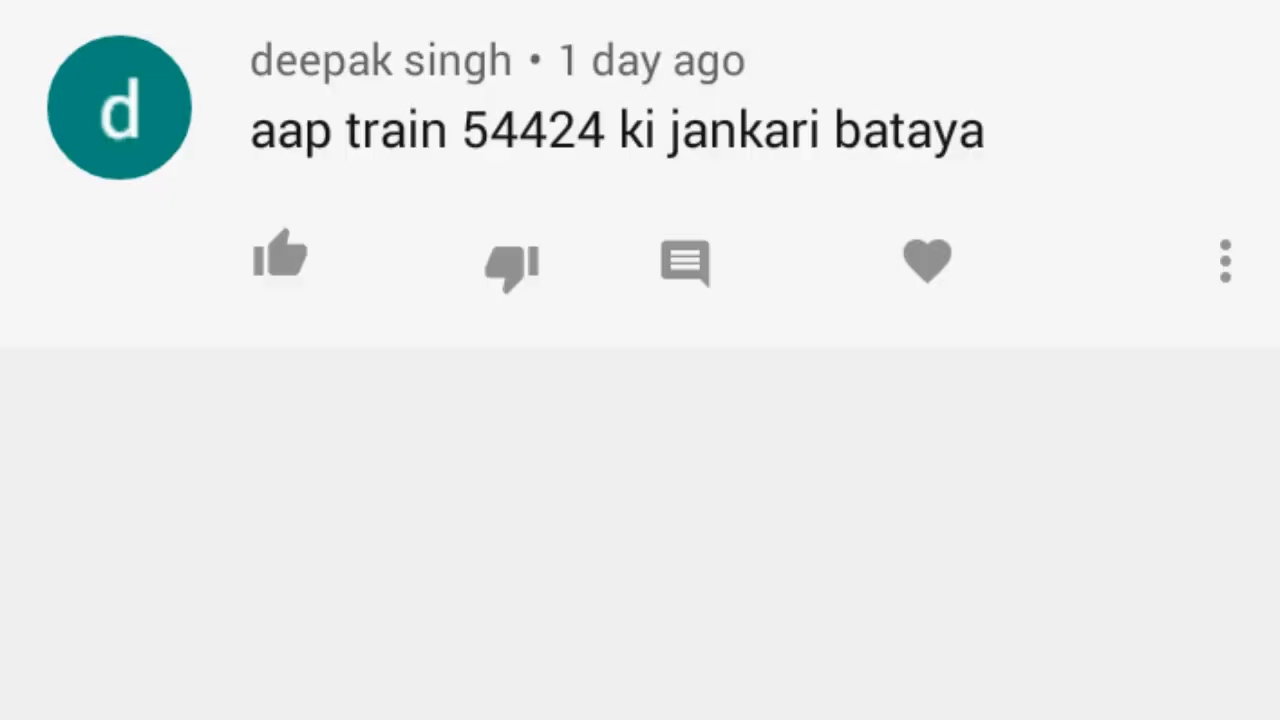 d
deepak singh • 1 day ago
aap train 54424 ki jankari bataya